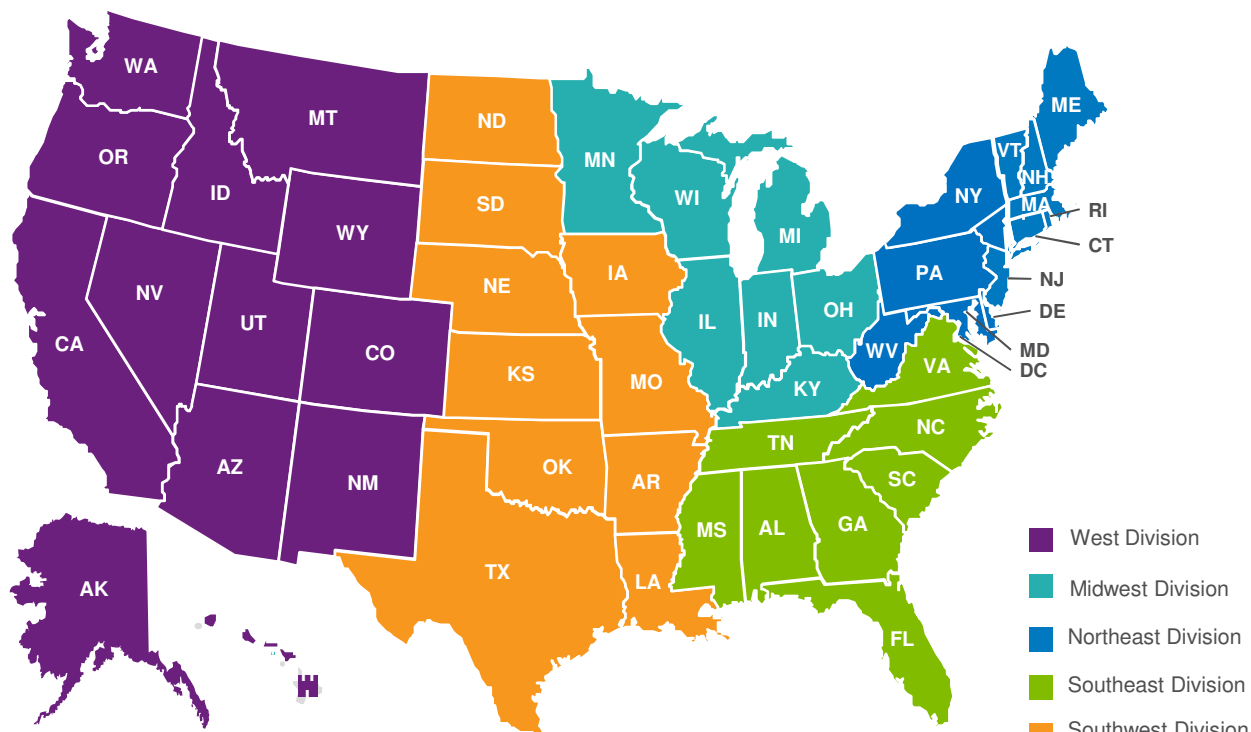 WA
MT
ND
ME
OR
ID
MN
VT
NH
NY
MA
WY
SD
WI
MI
RI
CT
NV
NE
IA
PA
NJ
CA
UT
CO
IL
IN
OH
DE
WV
MD
DC
KS
MO
KY
VA
TN
NC
AZ
NM
OK
AR
SC
MS
AL
GA
TX
LA
AK
FL
West Division
Midwest Division
Northeast Division
Southeast Division
Southwest Division